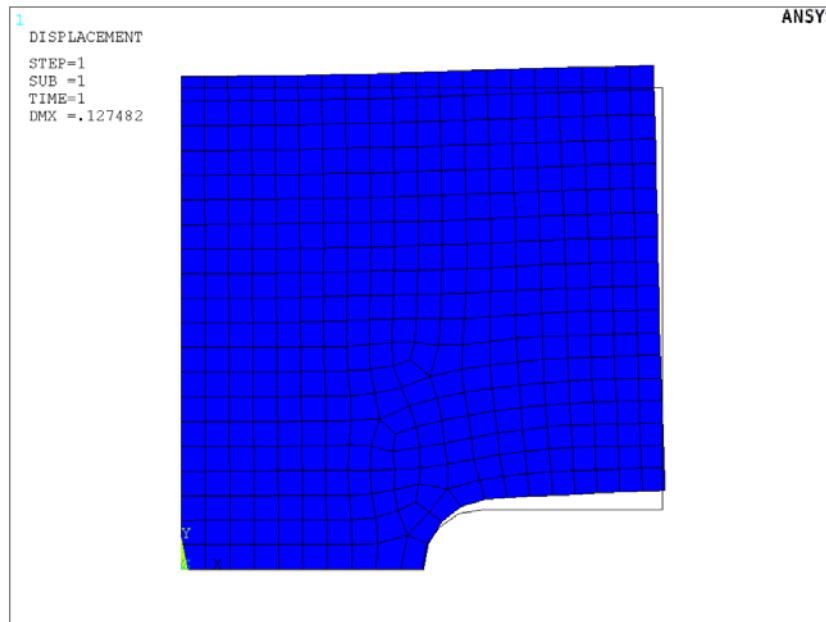 1
ANSY
DISPLACEMENT
STEP=1
SUB =1
TIME=1
DMX =.127482
Y
X